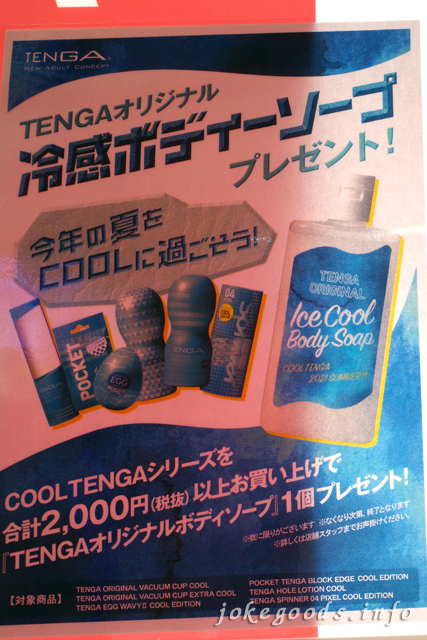 TENGA
NEW ADULT CONCEPT
TENGAオリジナル
冷感ボディーソープ
プレゼント！
今年の夏を
COOLに過ごそう！
TENGA
ORIGINAL
Ice Cool
Body Soap
COOL TENGA
2021 SUMMER
04
COOL
POCKET
EGG
TENGA
TENGA
COOL TENGAシリーズを
合計2,000円(税抜)以上お買い上げで
『TENGAオリジナルボディソープ』1個プレゼント！
※数に限りがございます ※なくなり次第、終了となります
※詳しくは店舗スタッフまでお声掛けください。
【対象商品】
TENGA ORIGINAL VACUUM CUP COOL
TENGA ORIGINAL VACUUM CUP EXTRA COOL
TENGA EGG WAVYⅡ COOL EDITION
POCKET TENGA BLOCK EDGE COOL EDITION
TENGA HOLE LOTION COOL
TENGA SPINNER 04 PIXEL COOL EDITION
jokegoods.info